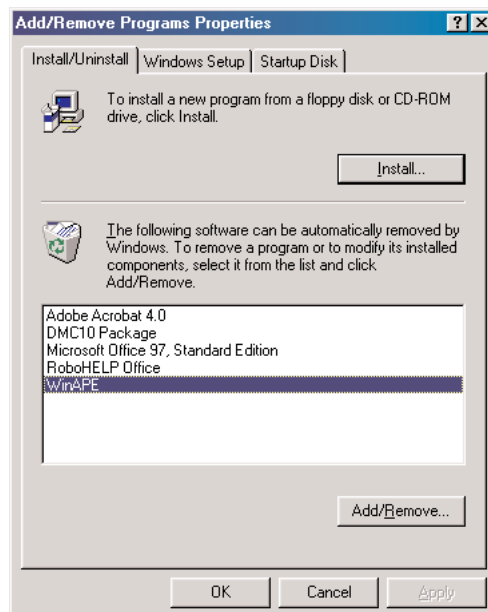 Add/Remove Programs Properties
Install/Uninstall
Windows Setup
Startup Disk
To install a new program from a floppy disk or CD-ROM
drive, click Install.
Install...
The following software can be automatically removed by
Windows. To remove a program or to modify its installed
components, select it from the list and click
Add/Remove.
Adobe Acrobat 4.0
DMC10 Package
Microsoft Office 97, Standard Edition
RoboHELP Office
WinAPE
Add/Remove...
OK
Cancel
Apply